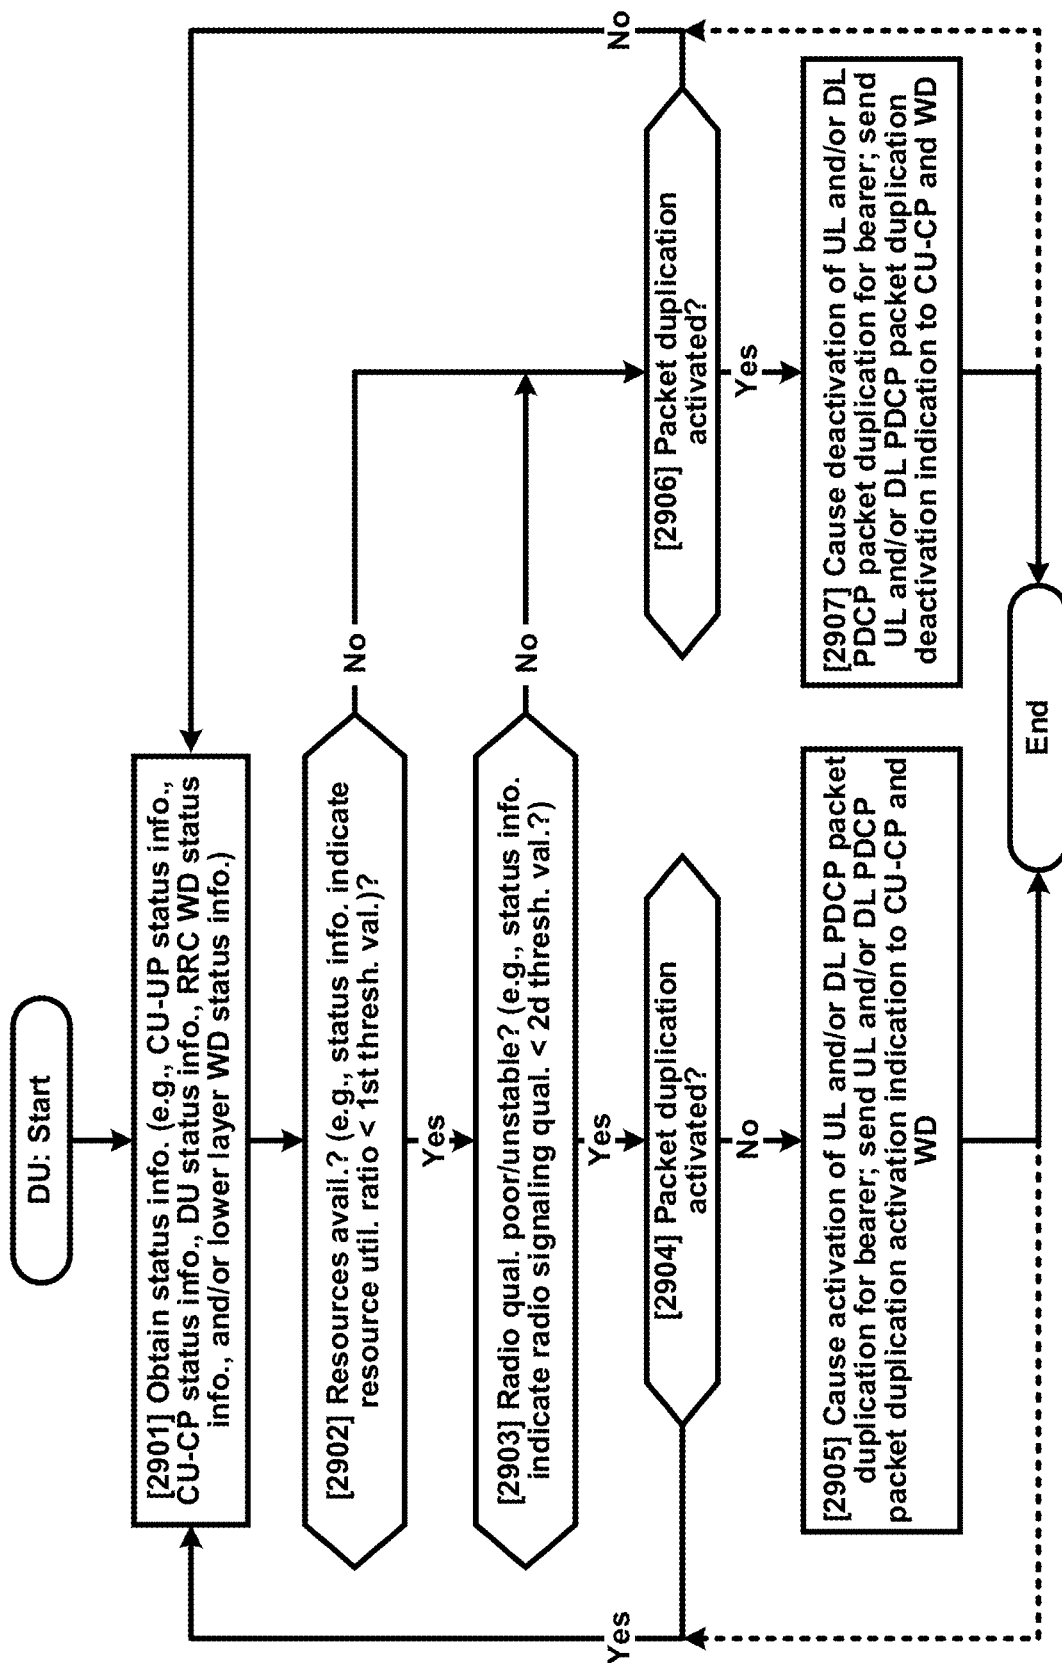 DU: Start
[2901] Obtain status info. (e.g., CU-UP status info.,
CU-CP status info., DU status info., RRC WD status
info., and/or lower layer WD status info.)
[2902] Resources avail.? (e.g., status info. indicate
resource util. ratio < 1st thresh. val.)?
No
Yes
[2903] Radio qual. poor/unstable? (e.g., status info.
indicate radio signaling qual. < 2d thresh. val.?)
No
Yes
[2904] Packet duplication
activated?
Yes
No
[2905] Cause activation of UL and/or DL PDCP packet
duplication for bearer; send UL and/or DL PDCP
packet duplication activation indication to CU-CP and
WD
[2906] Packet duplication
activated?
No
Yes
[2907] Cause deactivation of UL and/or DL
PDCP packet duplication for bearer; send
UL and/or DL PDCP packet duplication
deactivation indication to CU-CP and WD
End